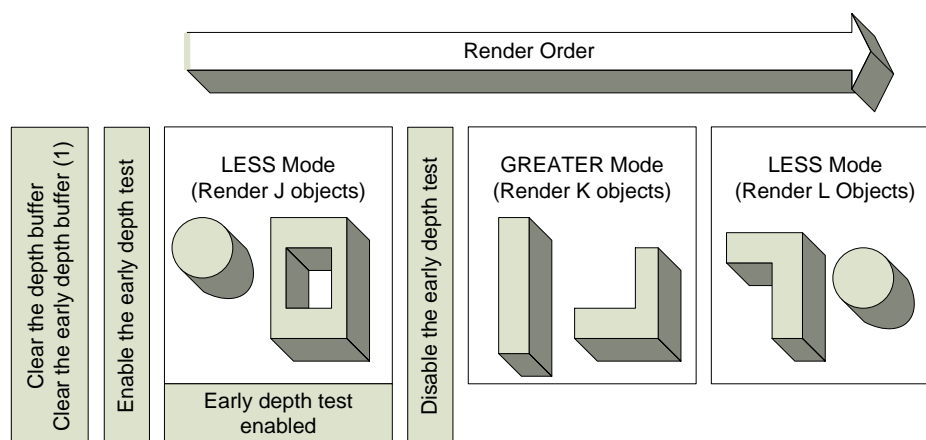 Render Order
Clear the depth buffer
Clear the early depth buffer (1)
Enable the early depth test
LESS Mode
(Render J objects)
Early depth test
enabled
Disable the early depth test
GREATER Mode
(Render K objects)
LESS Mode
(Render L Objects)